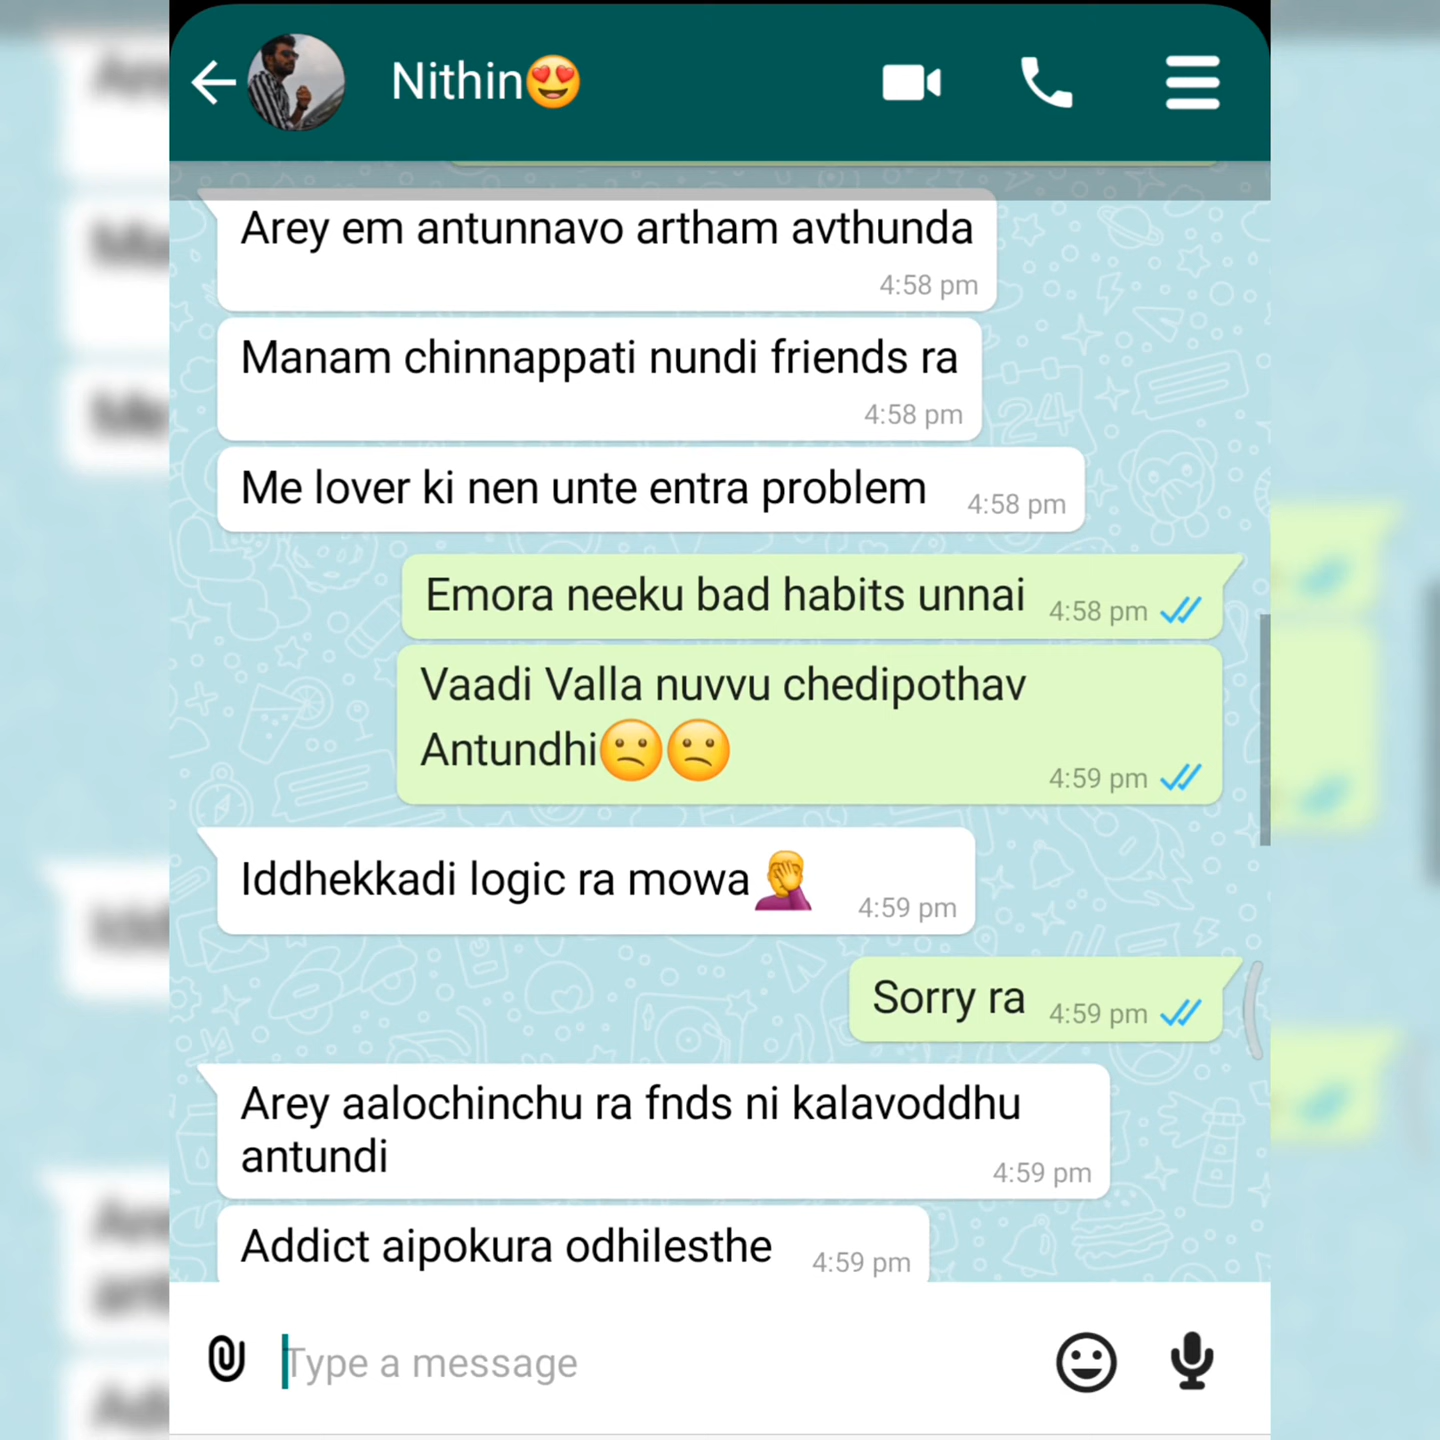 Nithin😍
Arey em antunnavo artham avthunda
4:58 pm
Manam chinnappati nundi friends ra
4:58 pm
Me lover ki nen unte entra problem 4:58 pm
Emora neeku bad habits unnai 4:58 pm
Vaadi Valla nuvvu chedipothav
Antundhi😕😕
4:59 pm
Iddhekkadi logic ra mowa🤦 4:59 pm
Sorry ra 4:59 pm
Arey aalochinchu ra fnds ni kalavoddhu
antundi
4:59 pm
Addict aipokura odhilesthe 4:59 pm
Type a message